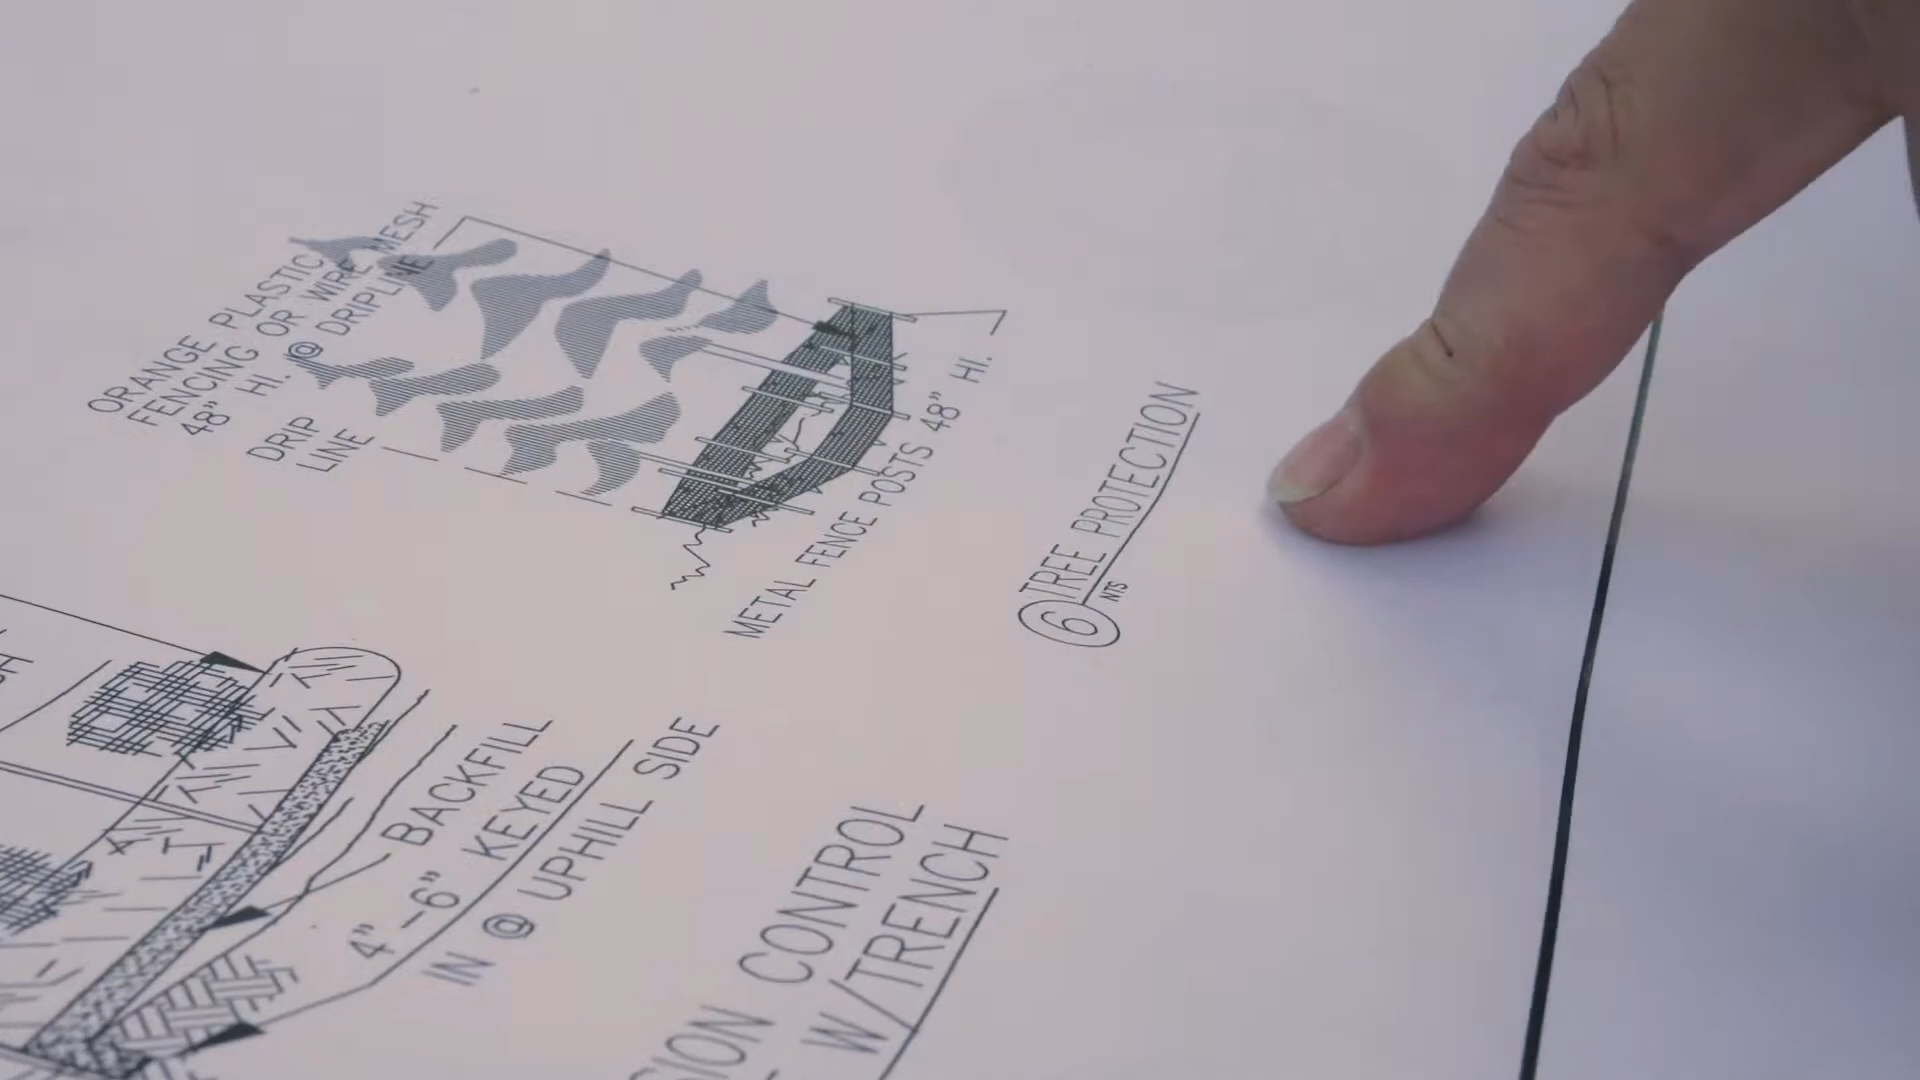 ORANGE PLASTIC
FENCING OR WIRE MESH
48" HI. @ DRIPLINE
DRIP
LINE
METAL FENCE POSTS 48" HI.
6
TREE PROTECTION
NTS
BACKFILL
4" -6" KEYED
IN @ UPHILL SIDE
CONTROL
W/TRENCH